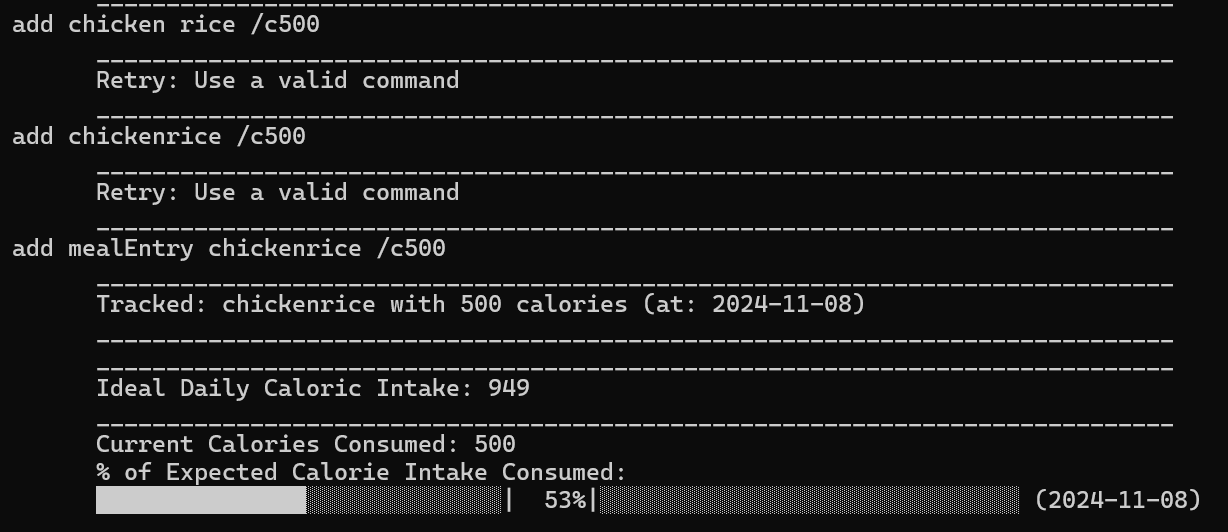 add chicken rice /c500
Retry: Use a valid command
add chickenrice /c500
Retry: Use a valid command
add mealEntry chickenrice /c500
Tracked: chickenrice with 500 calories (at: 2024-11-08)
Ideal Daily Caloric Intake: 949
Current Calories Consumed: 500
% of Expected Calorie Intake Consumed:
| 53%| (2024-11-08)